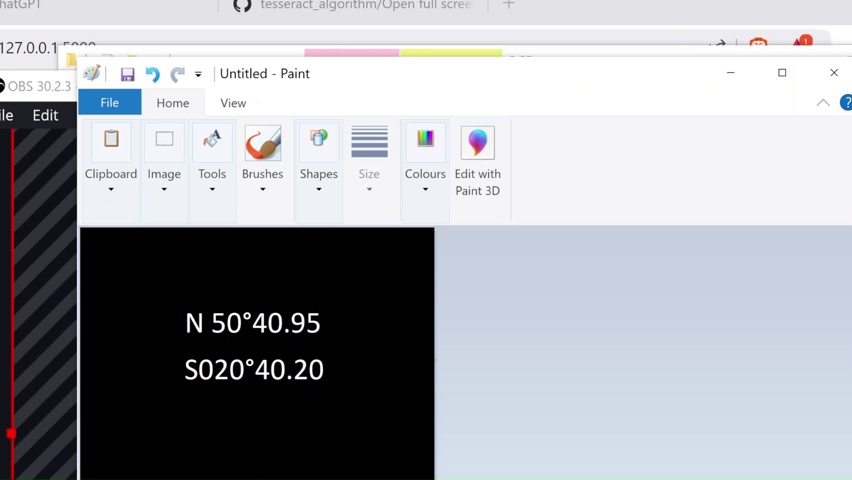 hatGPT
tesseract_algorithm/Open full scree
127.0.0.1:5000
OBS 30.2.3
Untitled - Paint
ile Edit
File Home View
Clipboard Image Tools Brushes Shapes Size Colours Edit with Paint 3D
N 50°40.95
S020°40.20